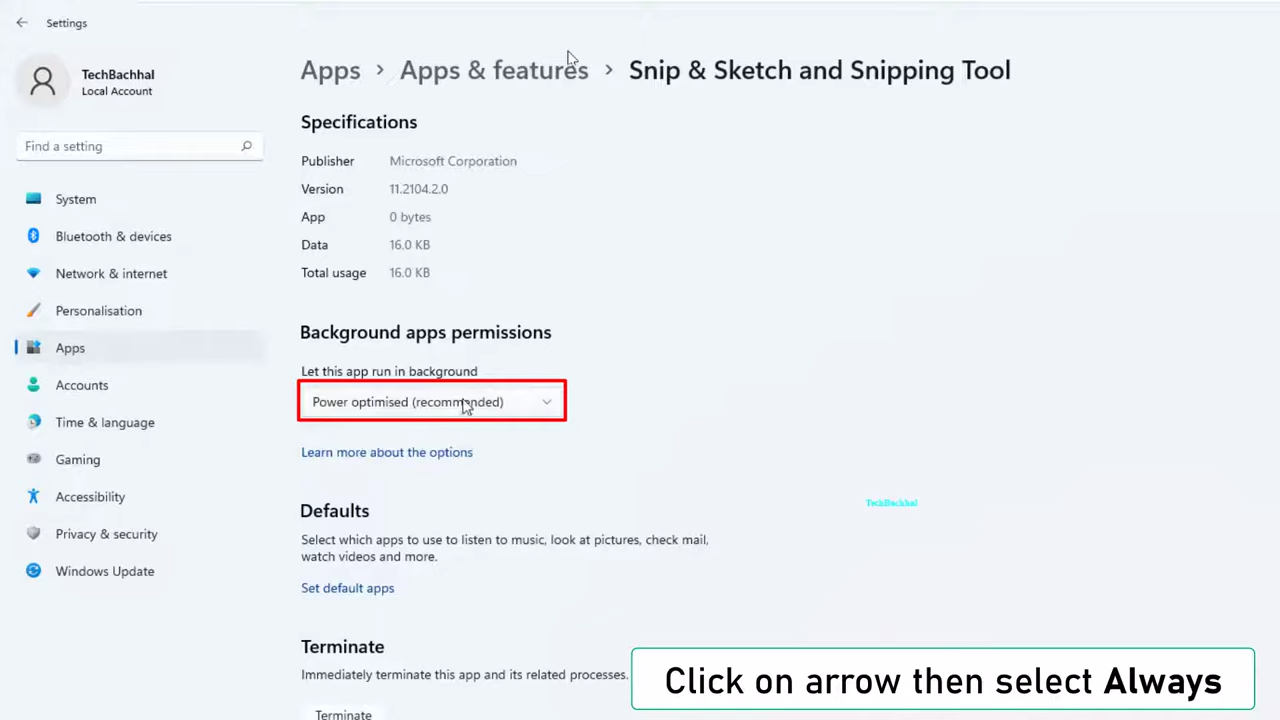 Settings
TechBachhal
Local Account
Find a setting
System
Bluetooth & devices
Network & internet
Personalisation
Apps
Accounts
Time & language
Gaming
Accessibility
Privacy & security
Windows Update
Apps > Apps & features > Snip & Sketch and Snipping Tool
Specifications
Publisher Microsoft Corporation
Version 11.2104.2.0
App 0 bytes
Data 16.0 KB
Total usage 16.0 KB
Background apps permissions
Let this app run in background
Power optimised (recommended)
Learn more about the options
TechBachhal
Defaults
Select which apps to use to listen to music, look at pictures, check mail,
watch videos and more.
Set default apps
Terminate
Immediately terminate this app and its related processes.
Terminate
Click on arrow then select Always